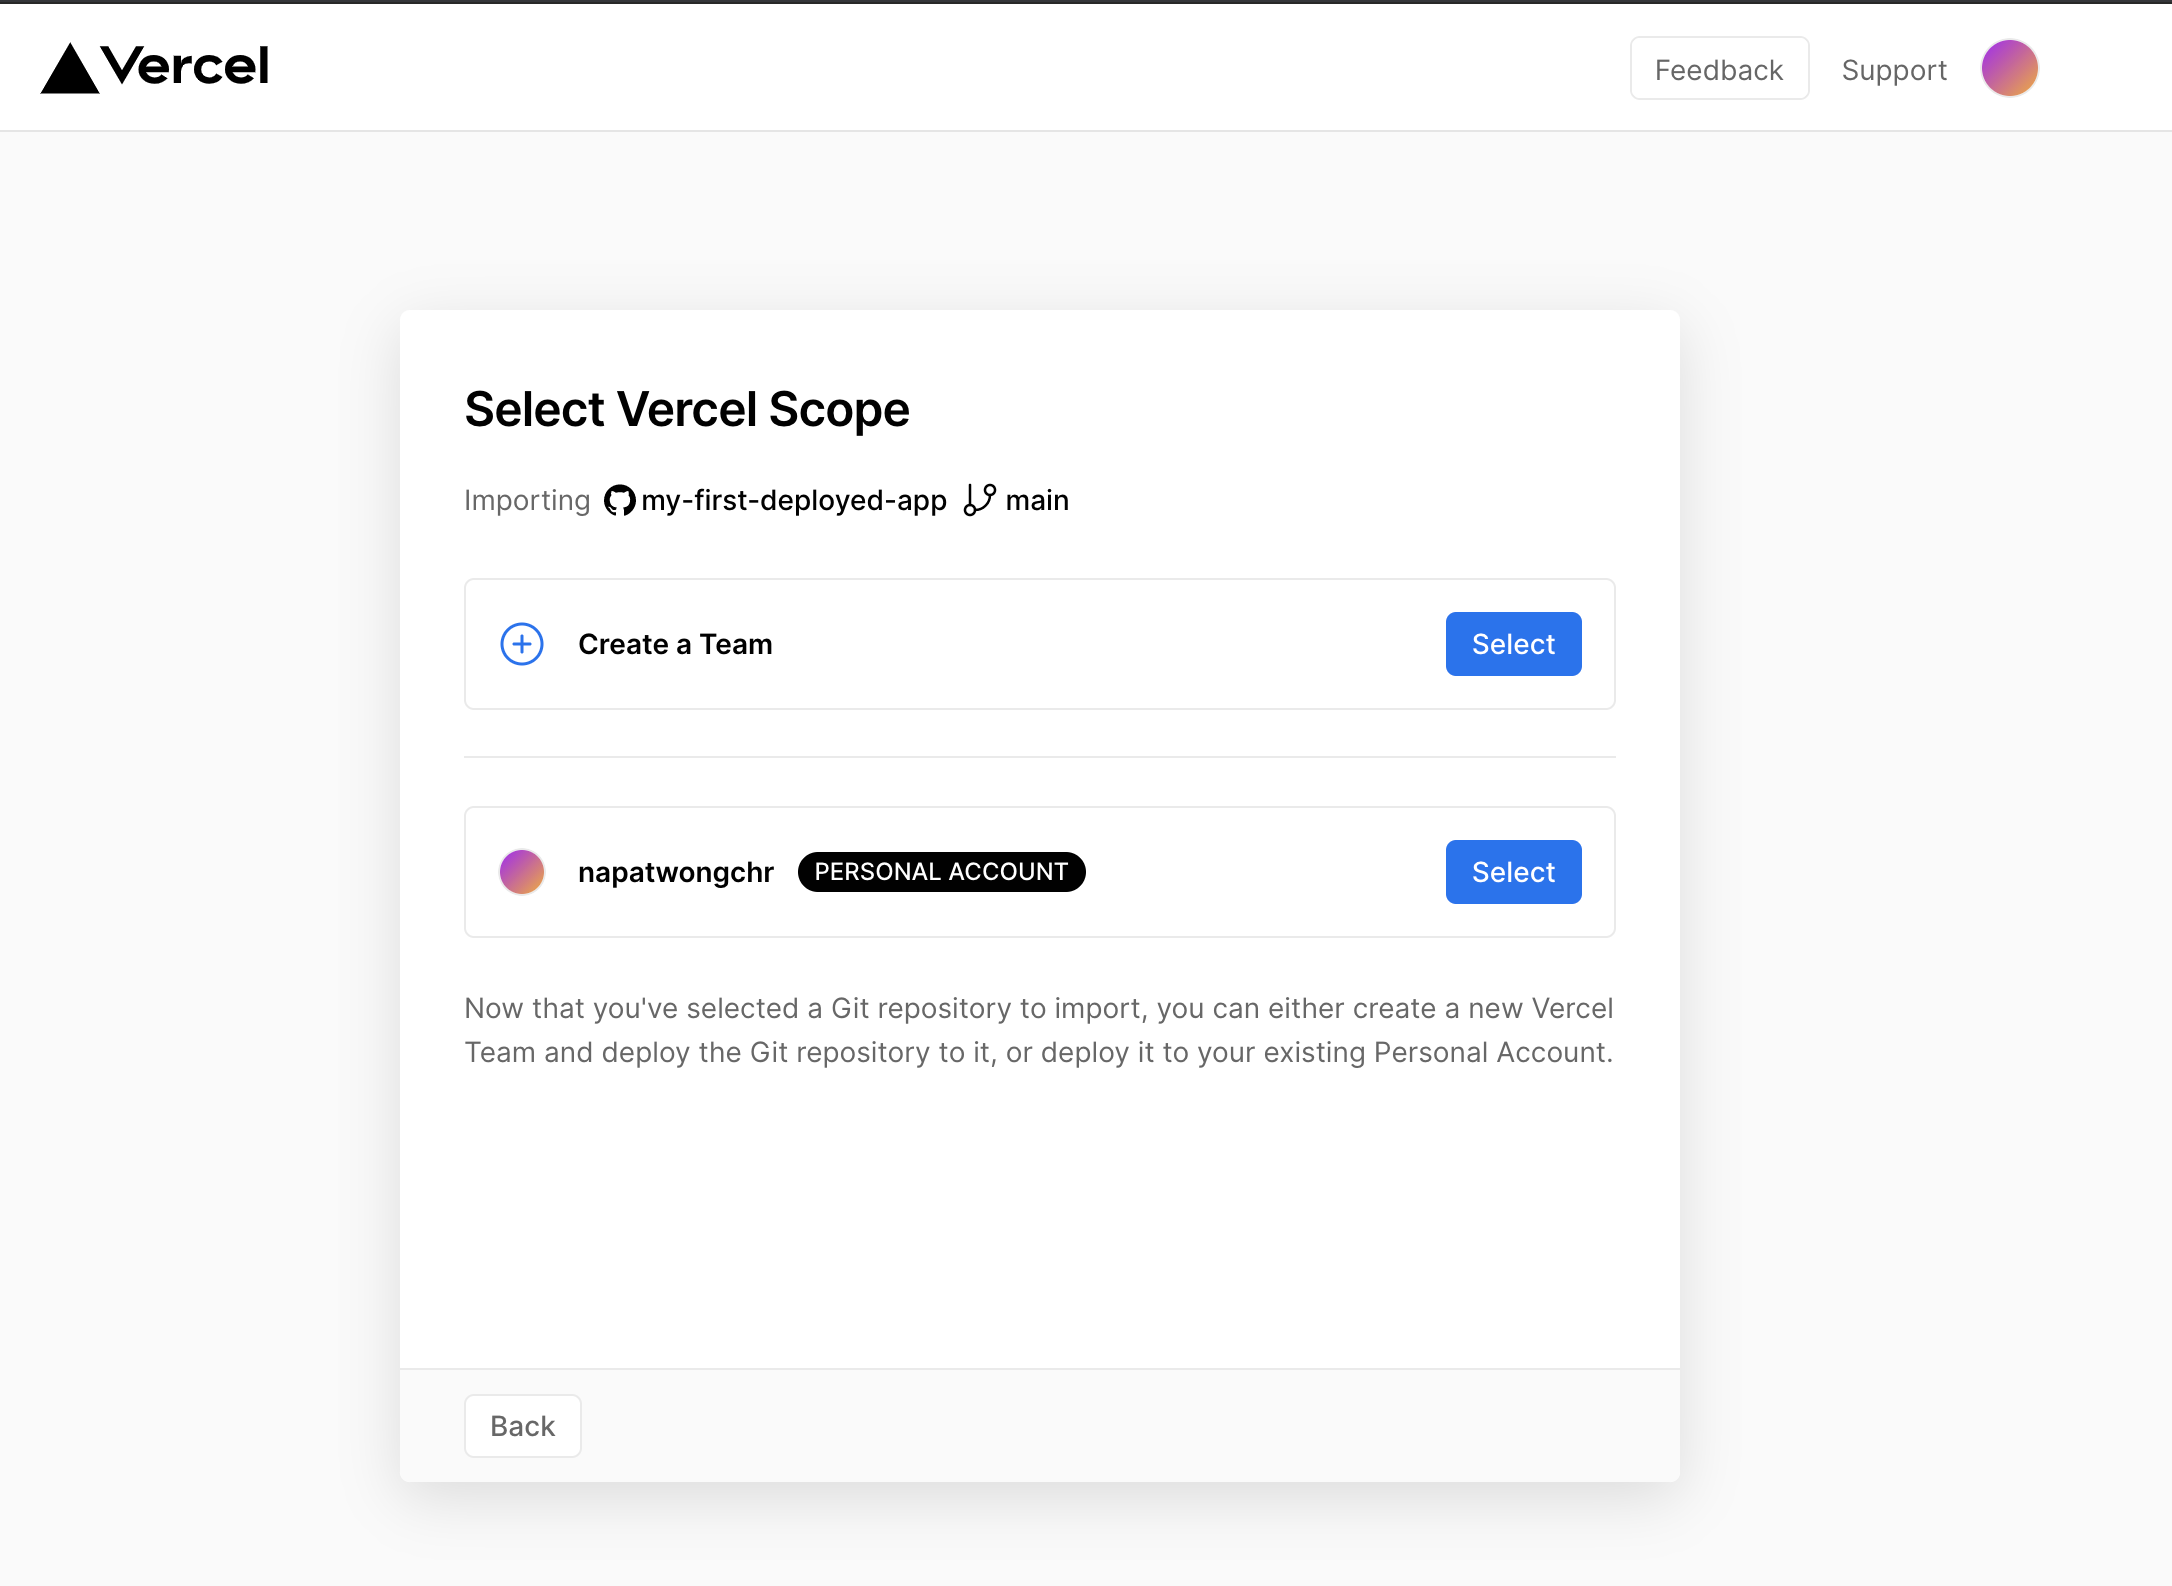 Vercel
Feedback
Support
Select Vercel Scope
Importing my-first-deployed-app main
Create a Team
Select
napatwongchr PERSONAL ACCOUNT
Select
Now that you've selected a Git repository to import, you can either create a new Vercel
Team and deploy the Git repository to it, or deploy it to your existing Personal Account.
Back